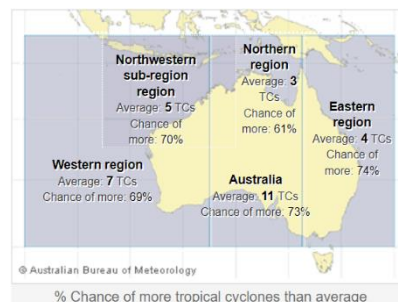 Northwestern
sub-region
region
Average: 5 TCs
Chance of
more: 70%
Northern
region
Average: 3
TCs
Chance of
more: 61%
Eastern
region
Average: 4 TCs
Chance of
more: 74%
Western region
Average: 7 TCs
Chance of more: 69%
Australia
Average: 11 TCs
Chance of more: 73%
© Australian Bureau of Meteorology
% Chance of more tropical cyclones than average